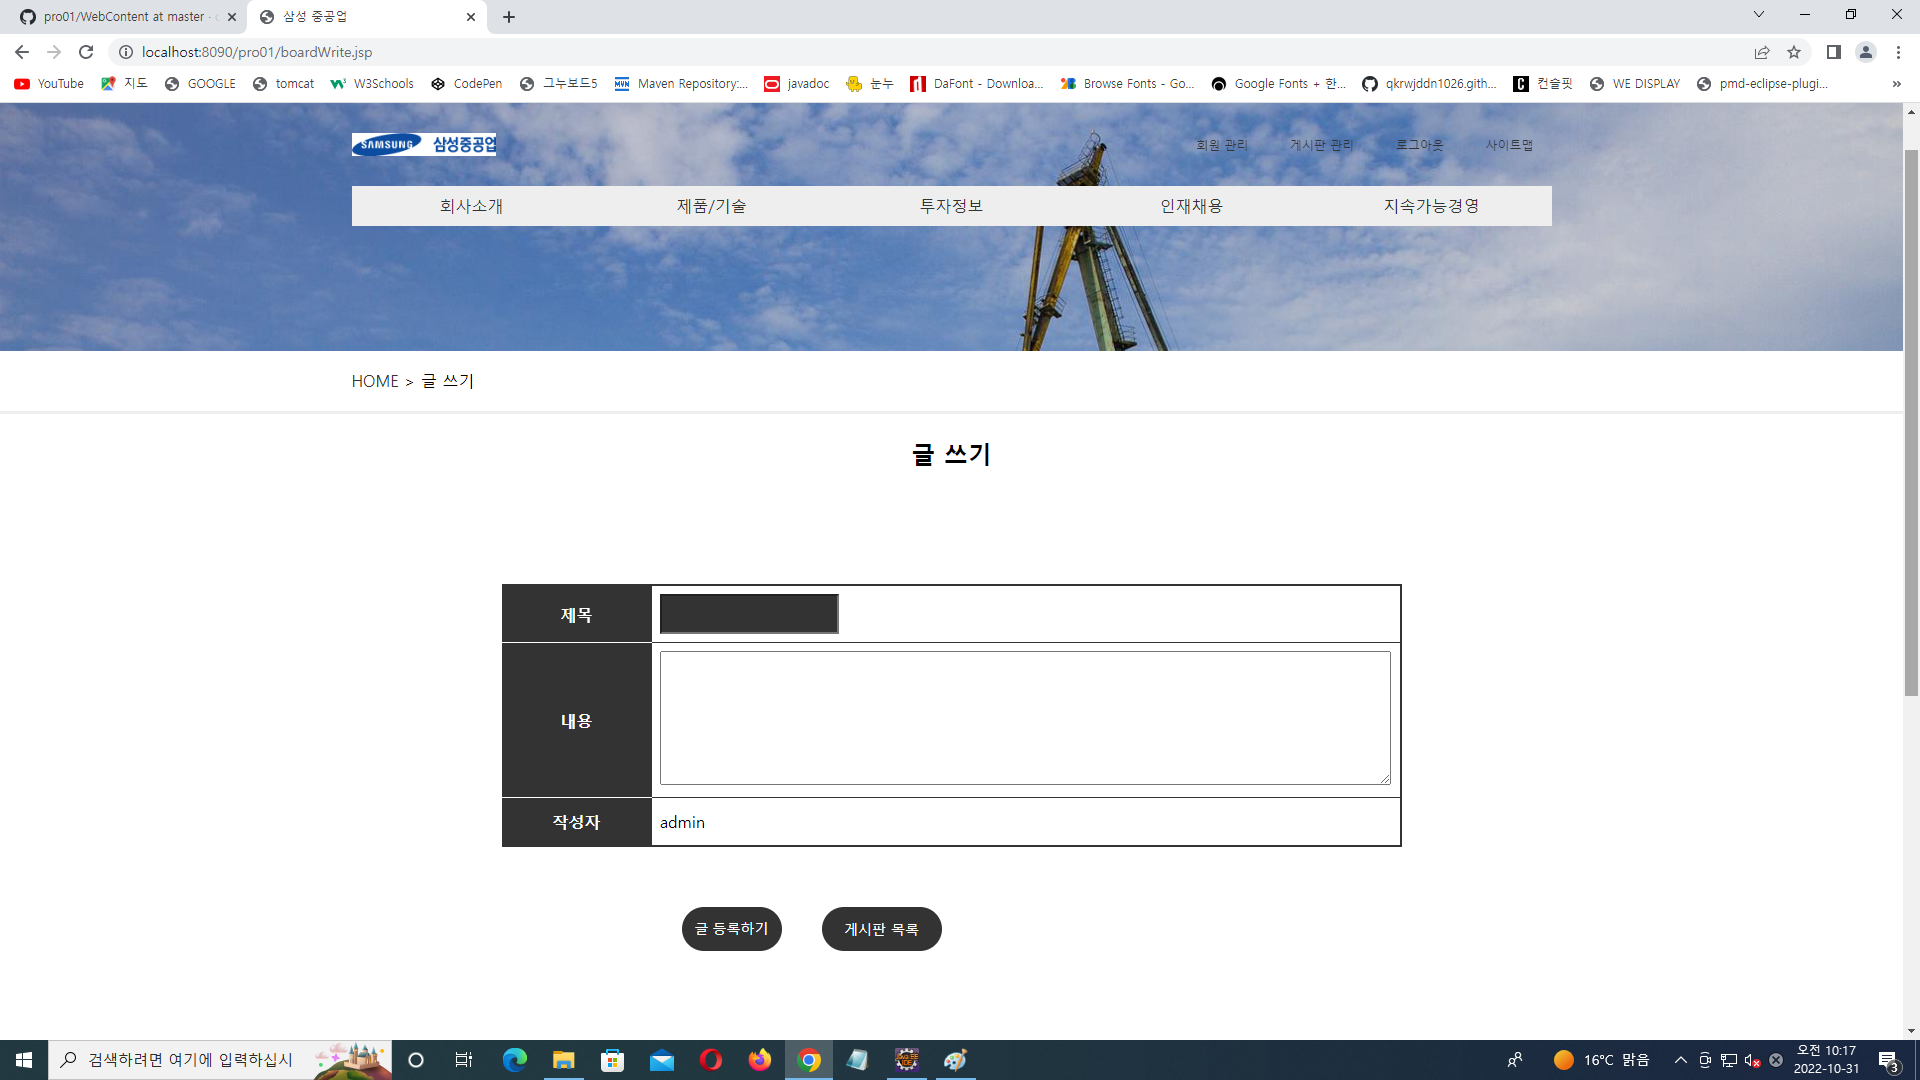 pro01/WebContent at master ·
삼성 중공업
localhost:8090/pro01/boardWrite.jsp
YouTube 지도 GOOGLE tomcat W3Schools CodePen 그누보드5 Maven Repository:... javadoc 눈누 DaFont - Downloa... Browse Fonts - Go... Google Fonts + 한... qkrwjddn1026.gith... 컨슬핏 WE DISPLAY pmd-eclipse-plugi... »
SAMSUNG 삼성중공업
회원 관리 게시판 관리 로그아웃 사이트맵
회사소개 제품/기술 투자정보 인재채용 지속가능경영
HOME > 글 쓰기
글 쓰기
제목
내용
작성자 admin
글 등록하기 게시판 목록
검색하려면 여기에 입력하십시
16°C 맑음
오전 10:17
2022-10-31
3